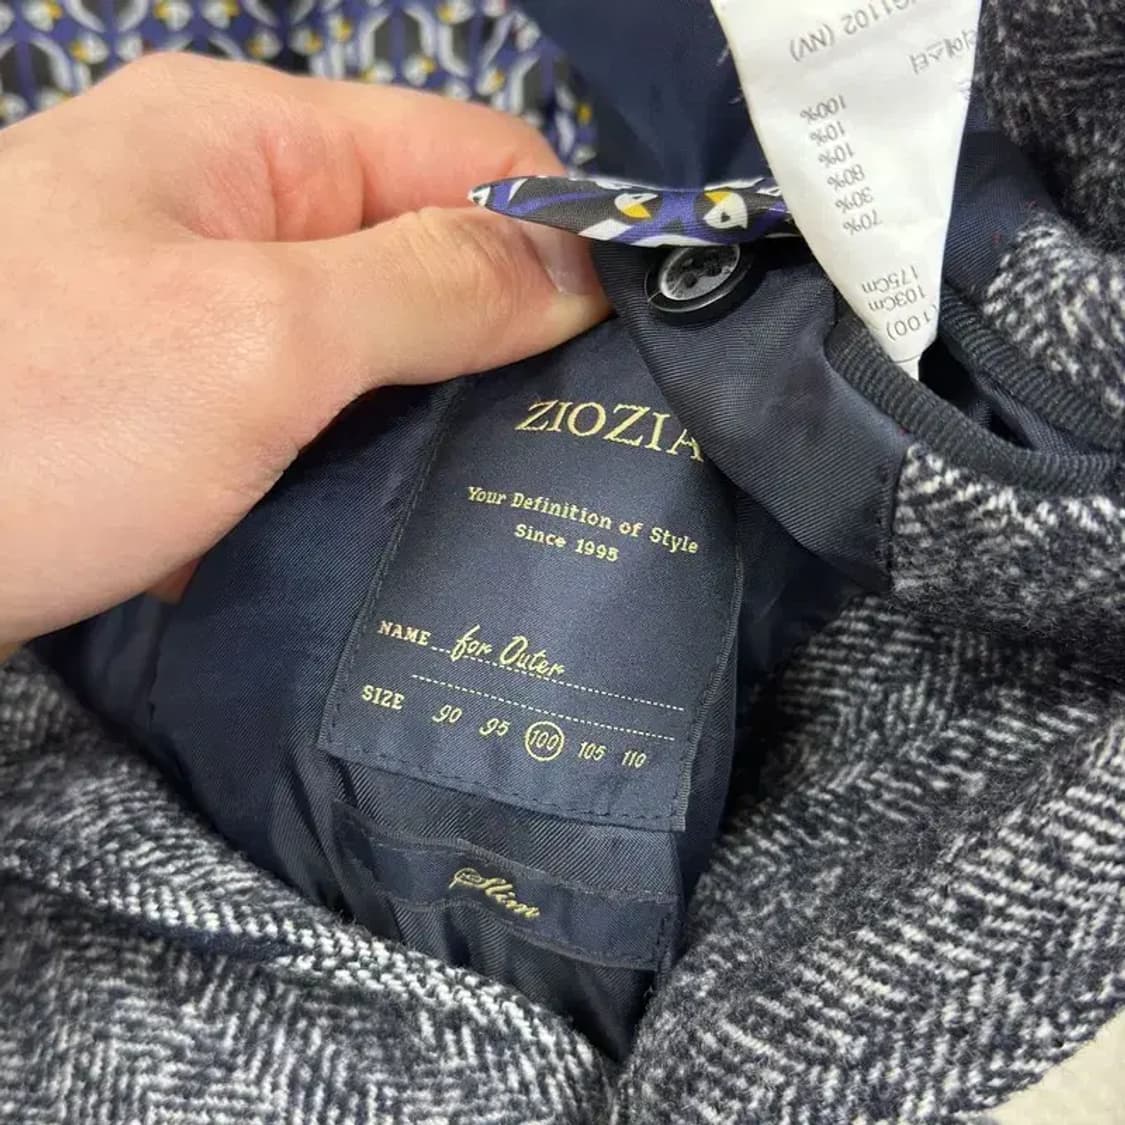 ZIOZIA
Your Definition of Style
Since 1995
NAME for Outer
SIZE 90 95 100 105 110
Slim
(NV)
100%
10%
10%
80%
30%
70%
175Cm
103Cm